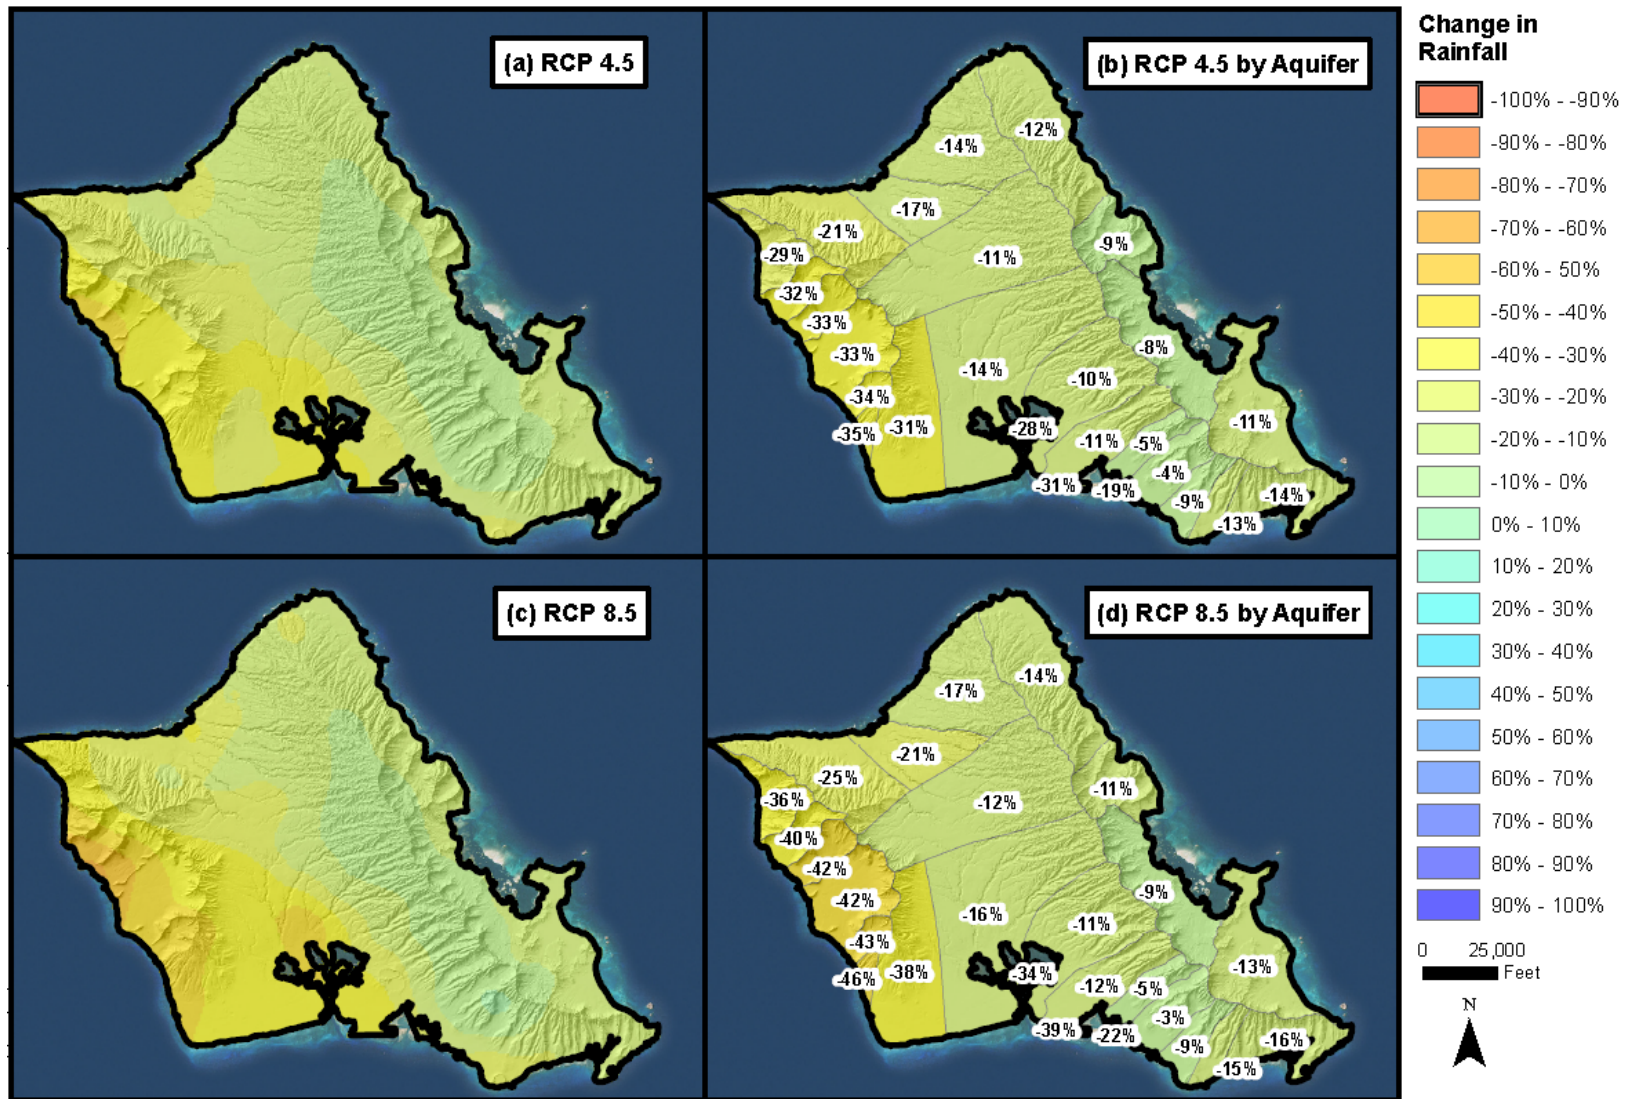 (a) RCP 4.5
(b) RCP 4.5 by Aquifer
-12%
-14%
-17%
-21%
-9%
-29%
-11%
-32%
-33%
-8%
-33%
-14%
-10%
-34%
-11%
-31%
-28%
-35%
-11%
-5%
-4%
-31%
-19%
-14%
-9%
-13%
(c) RCP 8.5
(d) RCP 8.5 by Aquifer
-14%
-17%
-21%
-25%
-11%
-36%
-12%
-40%
-42%
-9%
-42%
-16%
-11%
-43%
-13%
-38%
-34%
-46%
-12%
-5%
-3%
-39%
-22%
-16%
-9%
-15%
Change in
Rainfall
-100% - -90%
-90% - -80%
-80% - -70%
-70% - -60%
-60% - 50%
-50% - -40%
-40% - -30%
-30% - -20%
-20% - -10%
-10% - 0%
0% - 10%
10% - 20%
20% - 30%
30% - 40%
40% - 50%
50% - 60%
60% - 70%
70% - 80%
80% - 90%
90% - 100%
0 25,000
Feet
N